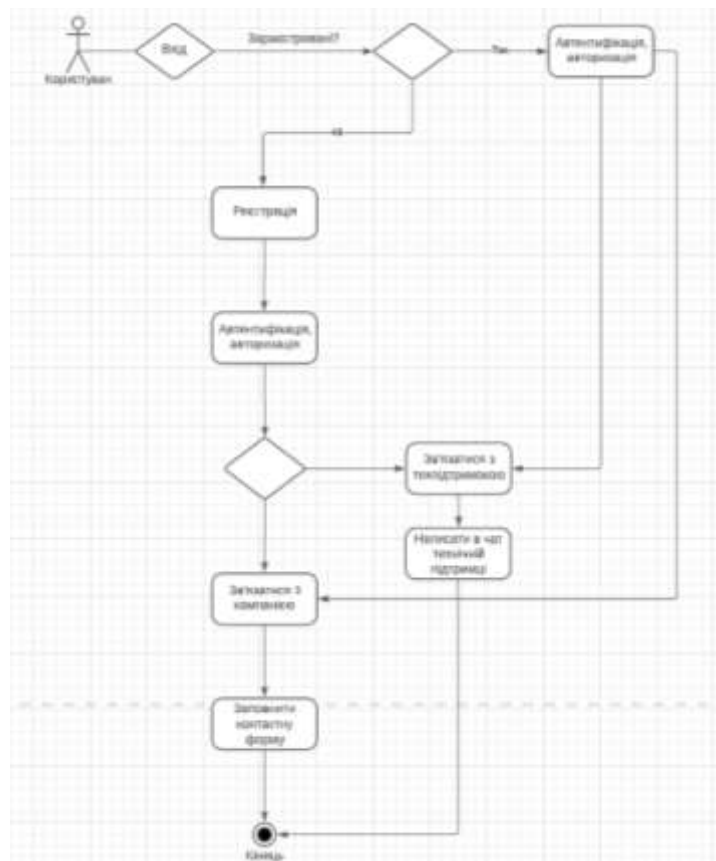 Користувач
Вхід
Зареєстрований?
Так
Ні
Автентифікація,
авторизація
Реєстрація
Автентифікація,
авторизація
Зв'язатися з
техпідтримкою
Написати в чат
технічній
підтримці
Зв'язатися з
компанією
Заповнити
контактну
форму
Кінець